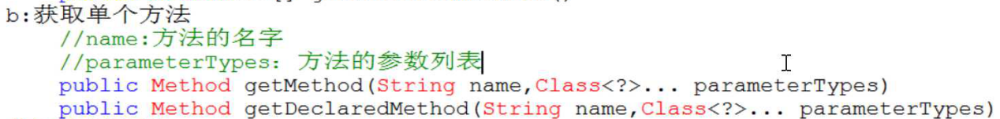 b:获取单个方法
//name:方法的名字
//parameterTypes: 方法的参数列表
public Method getMethod(String name,Class<?>... parameterTypes)
public Method getDeclaredMethod(String name,Class<?>... parameterTypes)